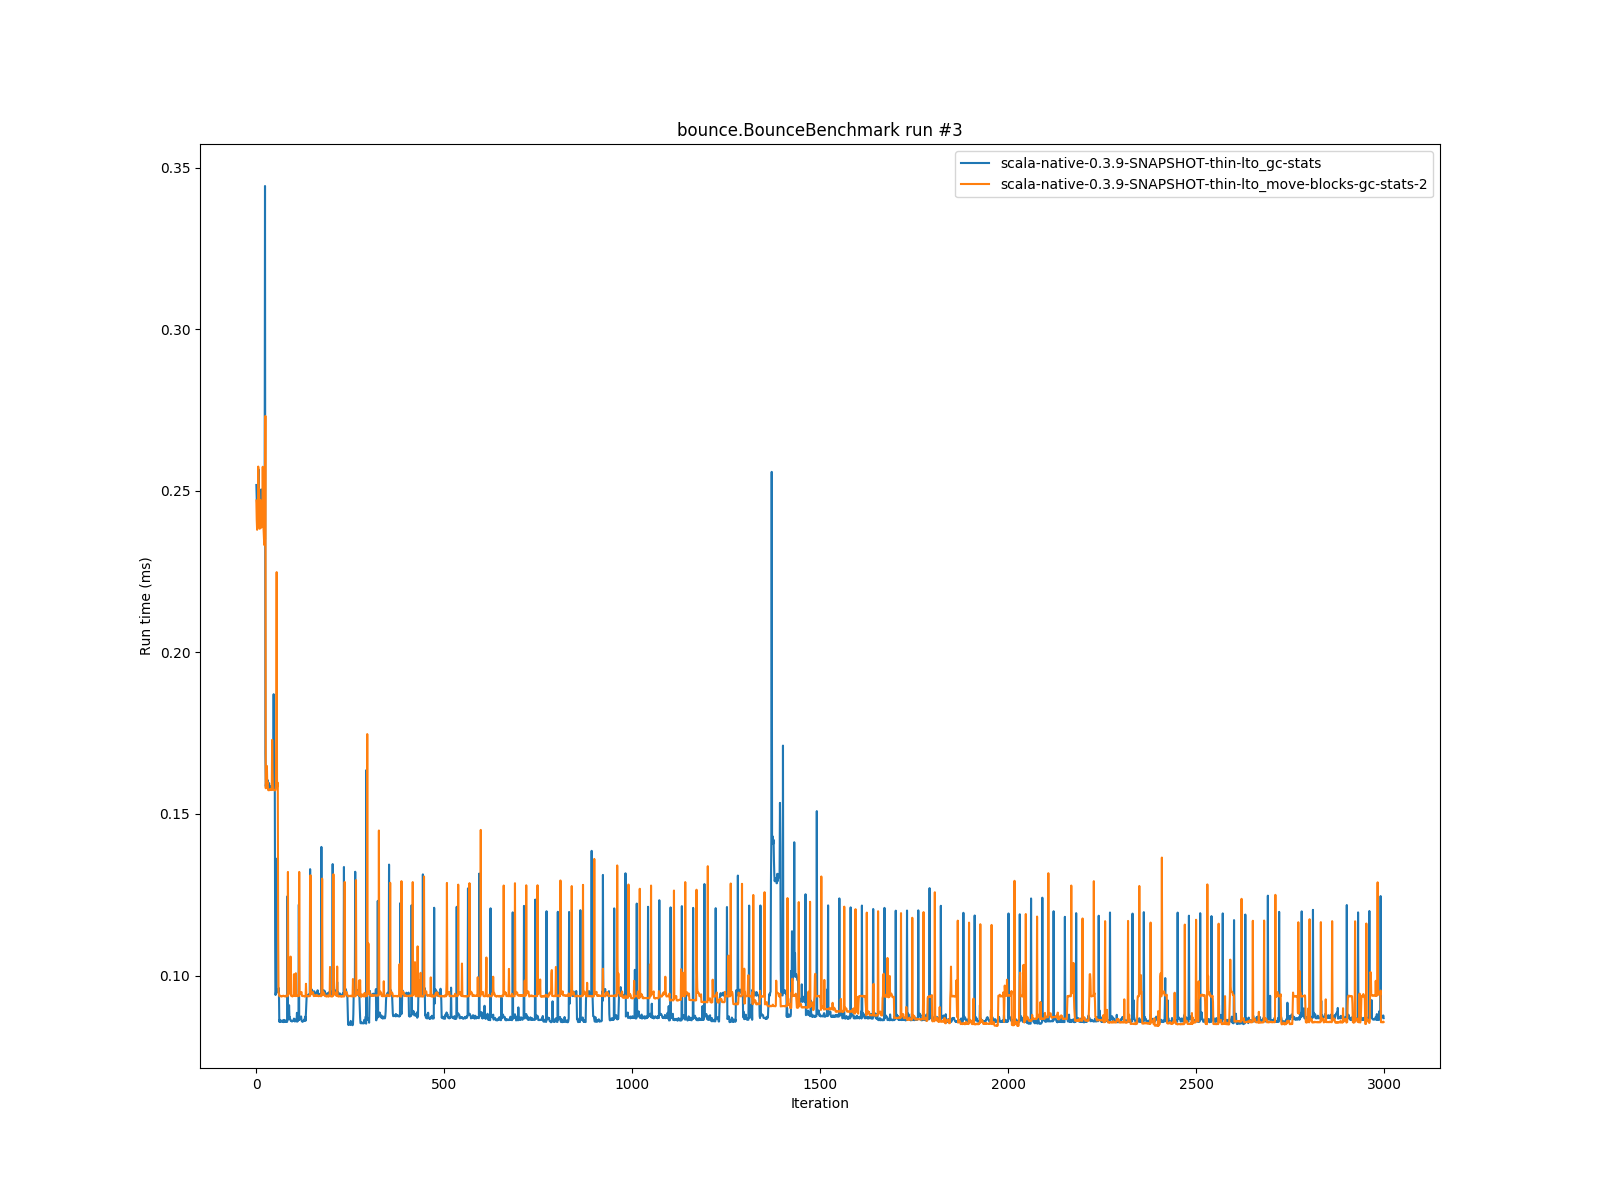 bounce.BounceBenchmark run #3
scala-native-0.3.9-SNAPSHOT-thin-lto_gc-stats
scala-native-0.3.9-SNAPSHOT-thin-lto_move-blocks-gc-stats-2
0.35
0.30
0.25
0.20
0.15
0.10
Run time (ms)
0
500
1000
1500
2000
2500
3000
Iteration